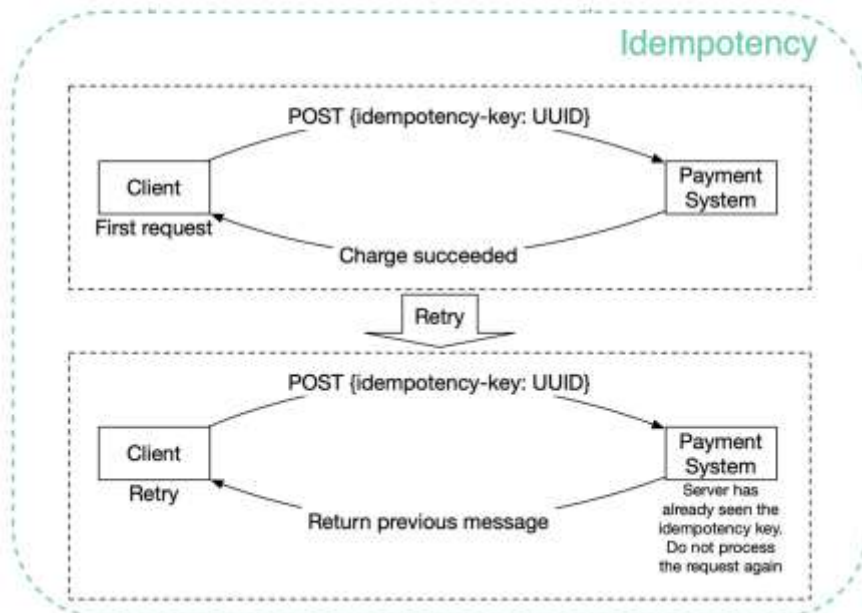 Idempotency
POST {idempotency-key: UUID}
Client
Payment
System
First request
Charge succeeded
Retry
POST {idempotency-key: UUID}
Client
Payment
System
Retry
Return previous message
Server has
already seen the
idempotency key.
Do not process
the request again